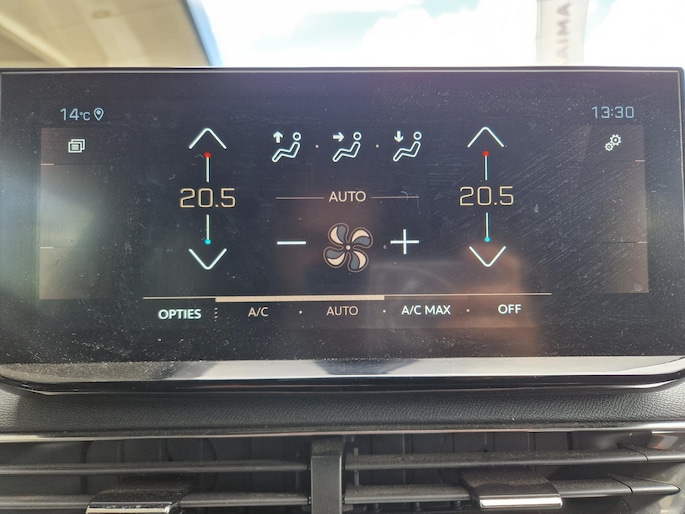 14°C 13:30
20.5 AUTO 20.5
OPTIES A/C AUTO A/C MAX OFF